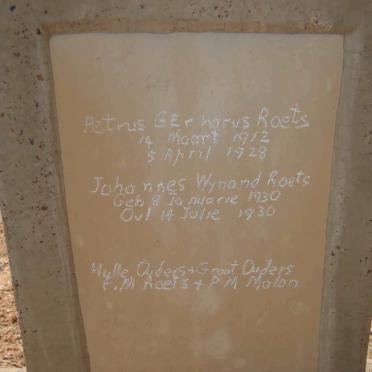 Petrus GERharus Roets
14 Maart 1912
5 April 1928
Johannes Wynand Roets
Geb 8 Januarie 1930
Ovl 14 Julie 1930
Hulle Ouders + Groot Ouders
F.M Roets + P M Malan